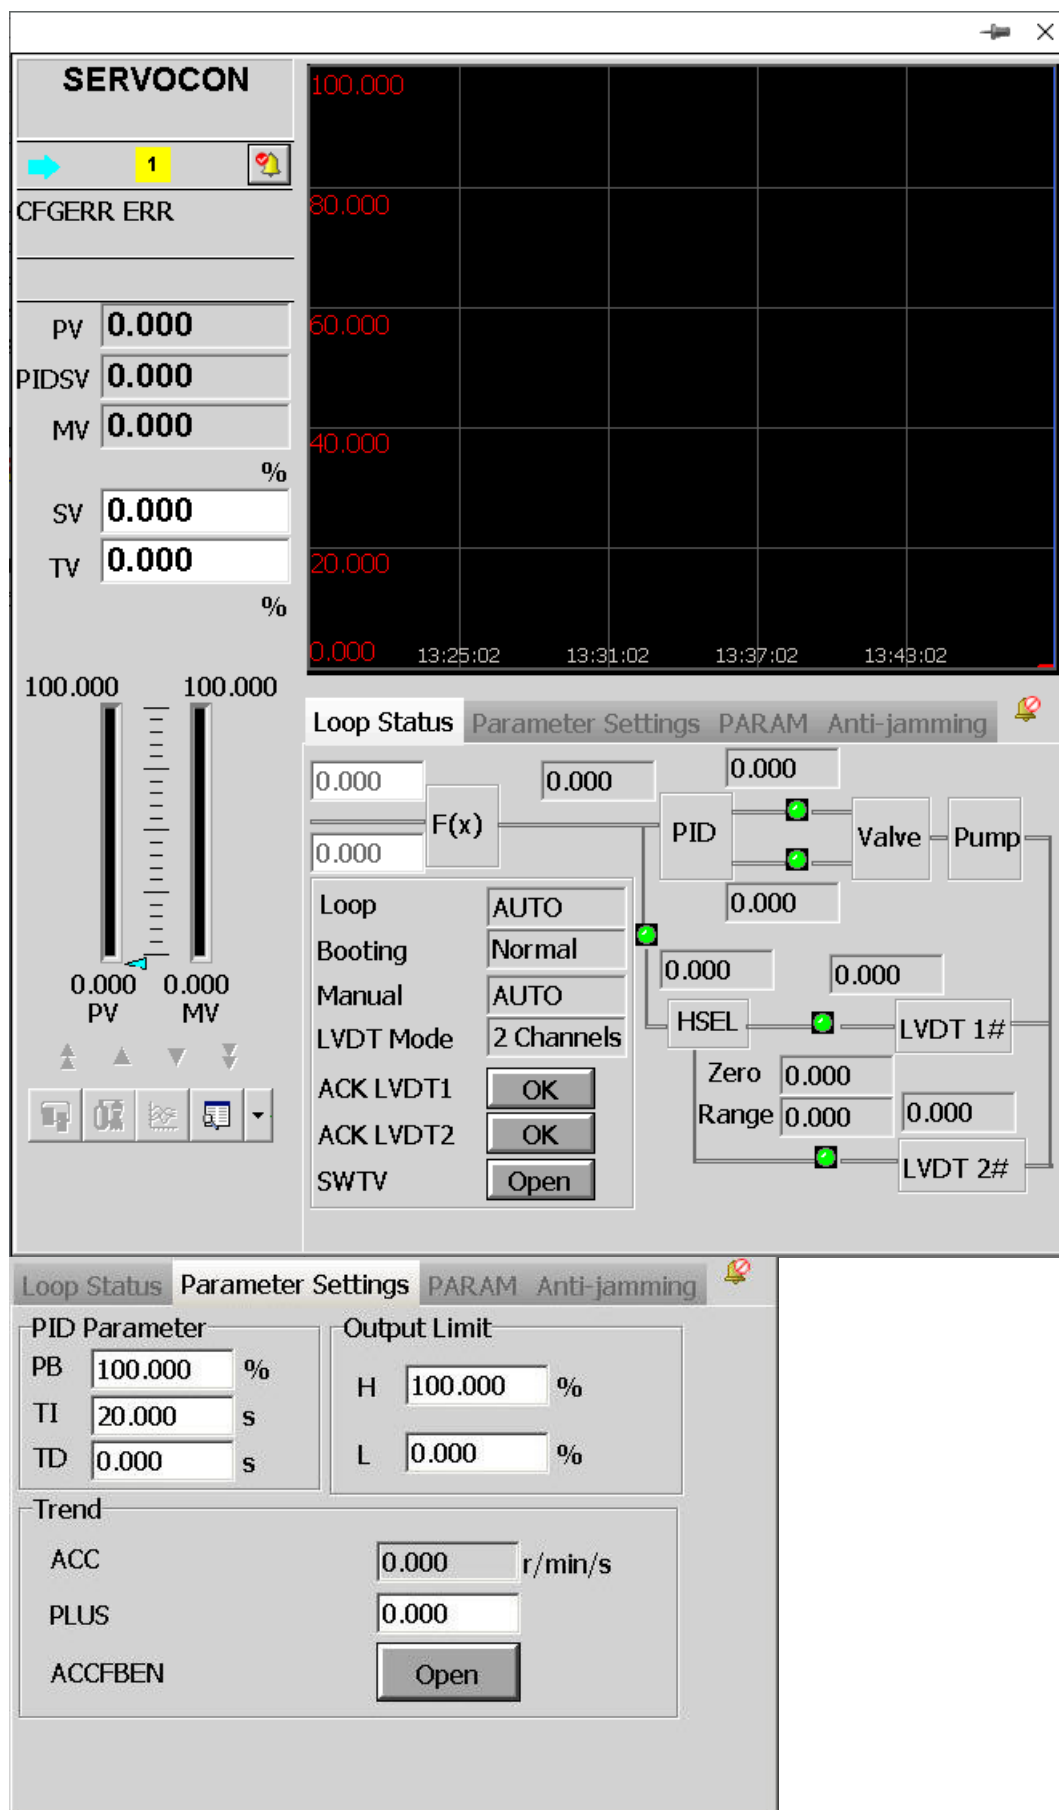 SERVOCON
1
CFGERR ERR
PV 0.000
PIDSV 0.000
MV 0.000
%
SV 0.000
TV 0.000
%
100.000 100.000
0.000 0.000
PV MV
100.000
80.000
60.000
40.000
20.000
0.000 13:25:02 13:31:02 13:37:02 13:43:02
Loop Status Parameter Settings PARAM Anti-jamming
0.000 0.000 0.000
F(x) PID Valve Pump
0.000 0.000
Loop AUTO
Booting Normal
Manual AUTO
LVDT Mode 2 Channels
ACK LVDT1 OK
ACK LVDT2 OK
SWTV Open
0.000 0.000
HSEL LVDT 1#
Zero 0.000
Range 0.000 0.000
LVDT 2#
Loop Status Parameter Settings PARAM Anti-jamming
PID Parameter
PB 100.000 %
TI 20.000 s
TD 0.000 s
Output Limit
H 100.000 %
L 0.000 %
Trend
ACC 0.000 r/min/s
PLUS 0.000
ACCFBEN Open